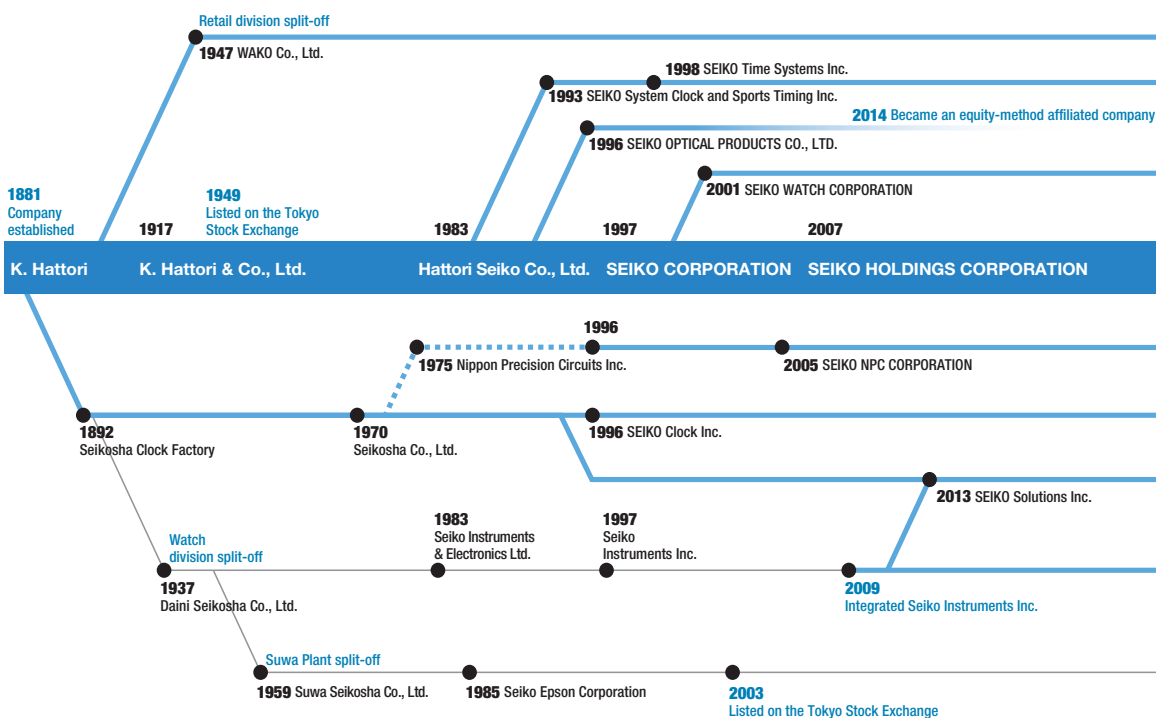 Retail division split-off
1947 WAKO Co., Ltd.
1998 SEIKO Time Systems Inc.
1993 SEIKO System Clock and Sports Timing Inc.
2014 Became an equity-method affiliated company
1996 SEIKO OPTICAL PRODUCTS CO., LTD.
2001 SEIKO WATCH CORPORATION
1881
Company
established
1917
1949
Listed on the Tokyo
Stock Exchange
1983
1997
2007
K. Hattori
K. Hattori & Co., Ltd.
Hattori Seiko Co., Ltd.
SEIKO CORPORATION
SEIKO HOLDINGS CORPORATION
1996
1975 Nippon Precision Circuits Inc.
2005 SEIKO NPC CORPORATION
1892
Seikosha Clock Factory
1970
Seikosha Co., Ltd.
1996 SEIKO Clock Inc.
2013 SEIKO Solutions Inc.
Watch
division split-off
1983
Seiko Instruments
& Electronics Ltd.
1997
Seiko
Instruments Inc.
1937
Daini Seikosha Co., Ltd.
2009
Integrated Seiko Instruments Inc.
Suwa Plant split-off
1959 Suwa Seikosha Co., Ltd.
1985 Seiko Epson Corporation
2003
Listed on the Tokyo Stock Exchange